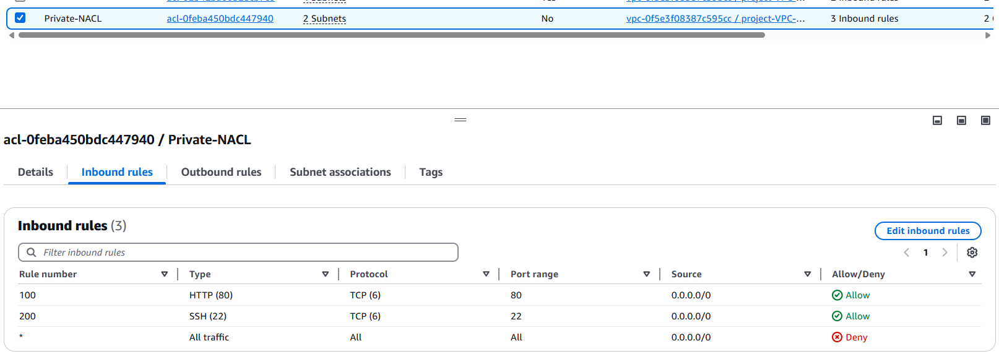 Private-NACL acl-0feba450bdc447940 2 Subnets No vpc-0f5e3f08387c595cc / project-VPC-... 3 Inbound rules 2
acl-0feba450bdc447940 / Private-NACL
Details Inbound rules Outbound rules Subnet associations Tags
Inbound rules (3)
Edit inbound rules
Filter inbound rules
1
Rule number Type Protocol Port range Source Allow/Deny
100 HTTP (80) TCP (6) 80 0.0.0.0/0 Allow
200 SSH (22) TCP (6) 22 0.0.0.0/0 Allow
* All traffic All All 0.0.0.0/0 Deny